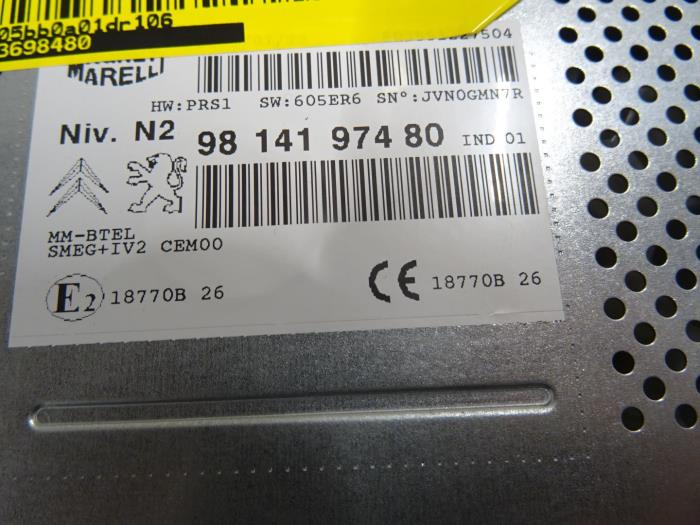 05bb0a01dr106
3698480
MARELLI
HW:PRS1 SW:605ER6 SN°:JVN0GMN7R
Niv. N2 98 141 974 80 IND 01
MM-BTEL
SMEG+IV2 CEM00
E2 18770B 26 CE 18770B 26